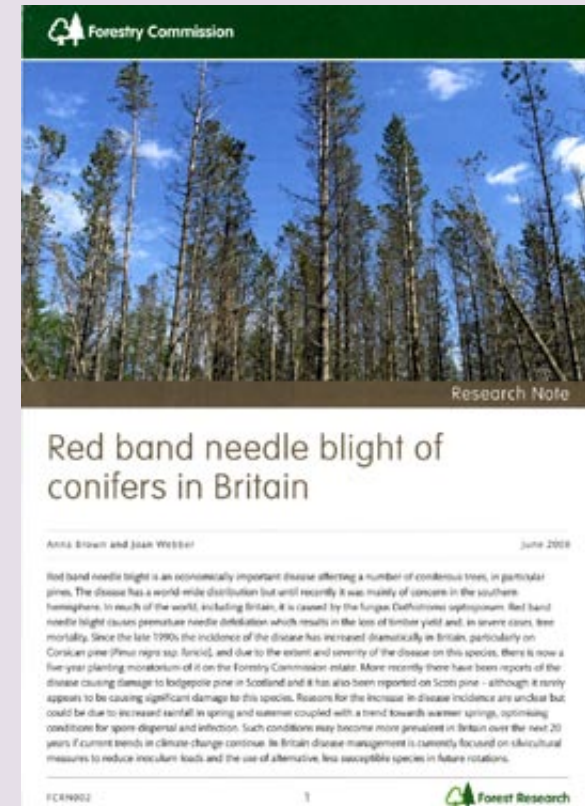 Forestry Commission
Research Note
Red band needle blight of
conifers in Britain
Anna Brown and Joan Webber
June 2008
Red band needle blight is an economically important disease affecting a number of coniferous trees, in particular
pines. The disease has a world-wide distribution but until recently it was mainly of concern in the southern
hemisphere. In much of the world, including Britain, it is caused by the fungus Dothistroma septosporum. Red band
needle blight causes premature needle defoliation which results in the loss of timber yield and, in severe cases, tree
mortality. Since the late 1990s the incidence of the disease has increased dramatically in Britain, particularly on
Corsican pine (Pinus nigra ssp. laricio), and due to the extent and severity of the disease on this species, there is now a
five-year planting moratorium of it on the Forestry Commission estate. More recently there have been reports of the
disease causing damage to lodgepole pine in Scotland and it has also been reported on Scots pine – although it rarely
appears to be causing significant damage to this species. Reasons for the increase in disease incidence are unclear but
could be due to increased rainfall in spring and summer coupled with a trend towards warmer springs, optimising
conditions for spore dispersal and infection. Such conditions may become more prevalent in Britain over the next 20
years if current trends in climate change continue. In Britain disease management is currently focused on silvicultural
measures to reduce inoculum loads and the use of alternative, less susceptible species in future rotations.
FCRN002
1
Forest Research